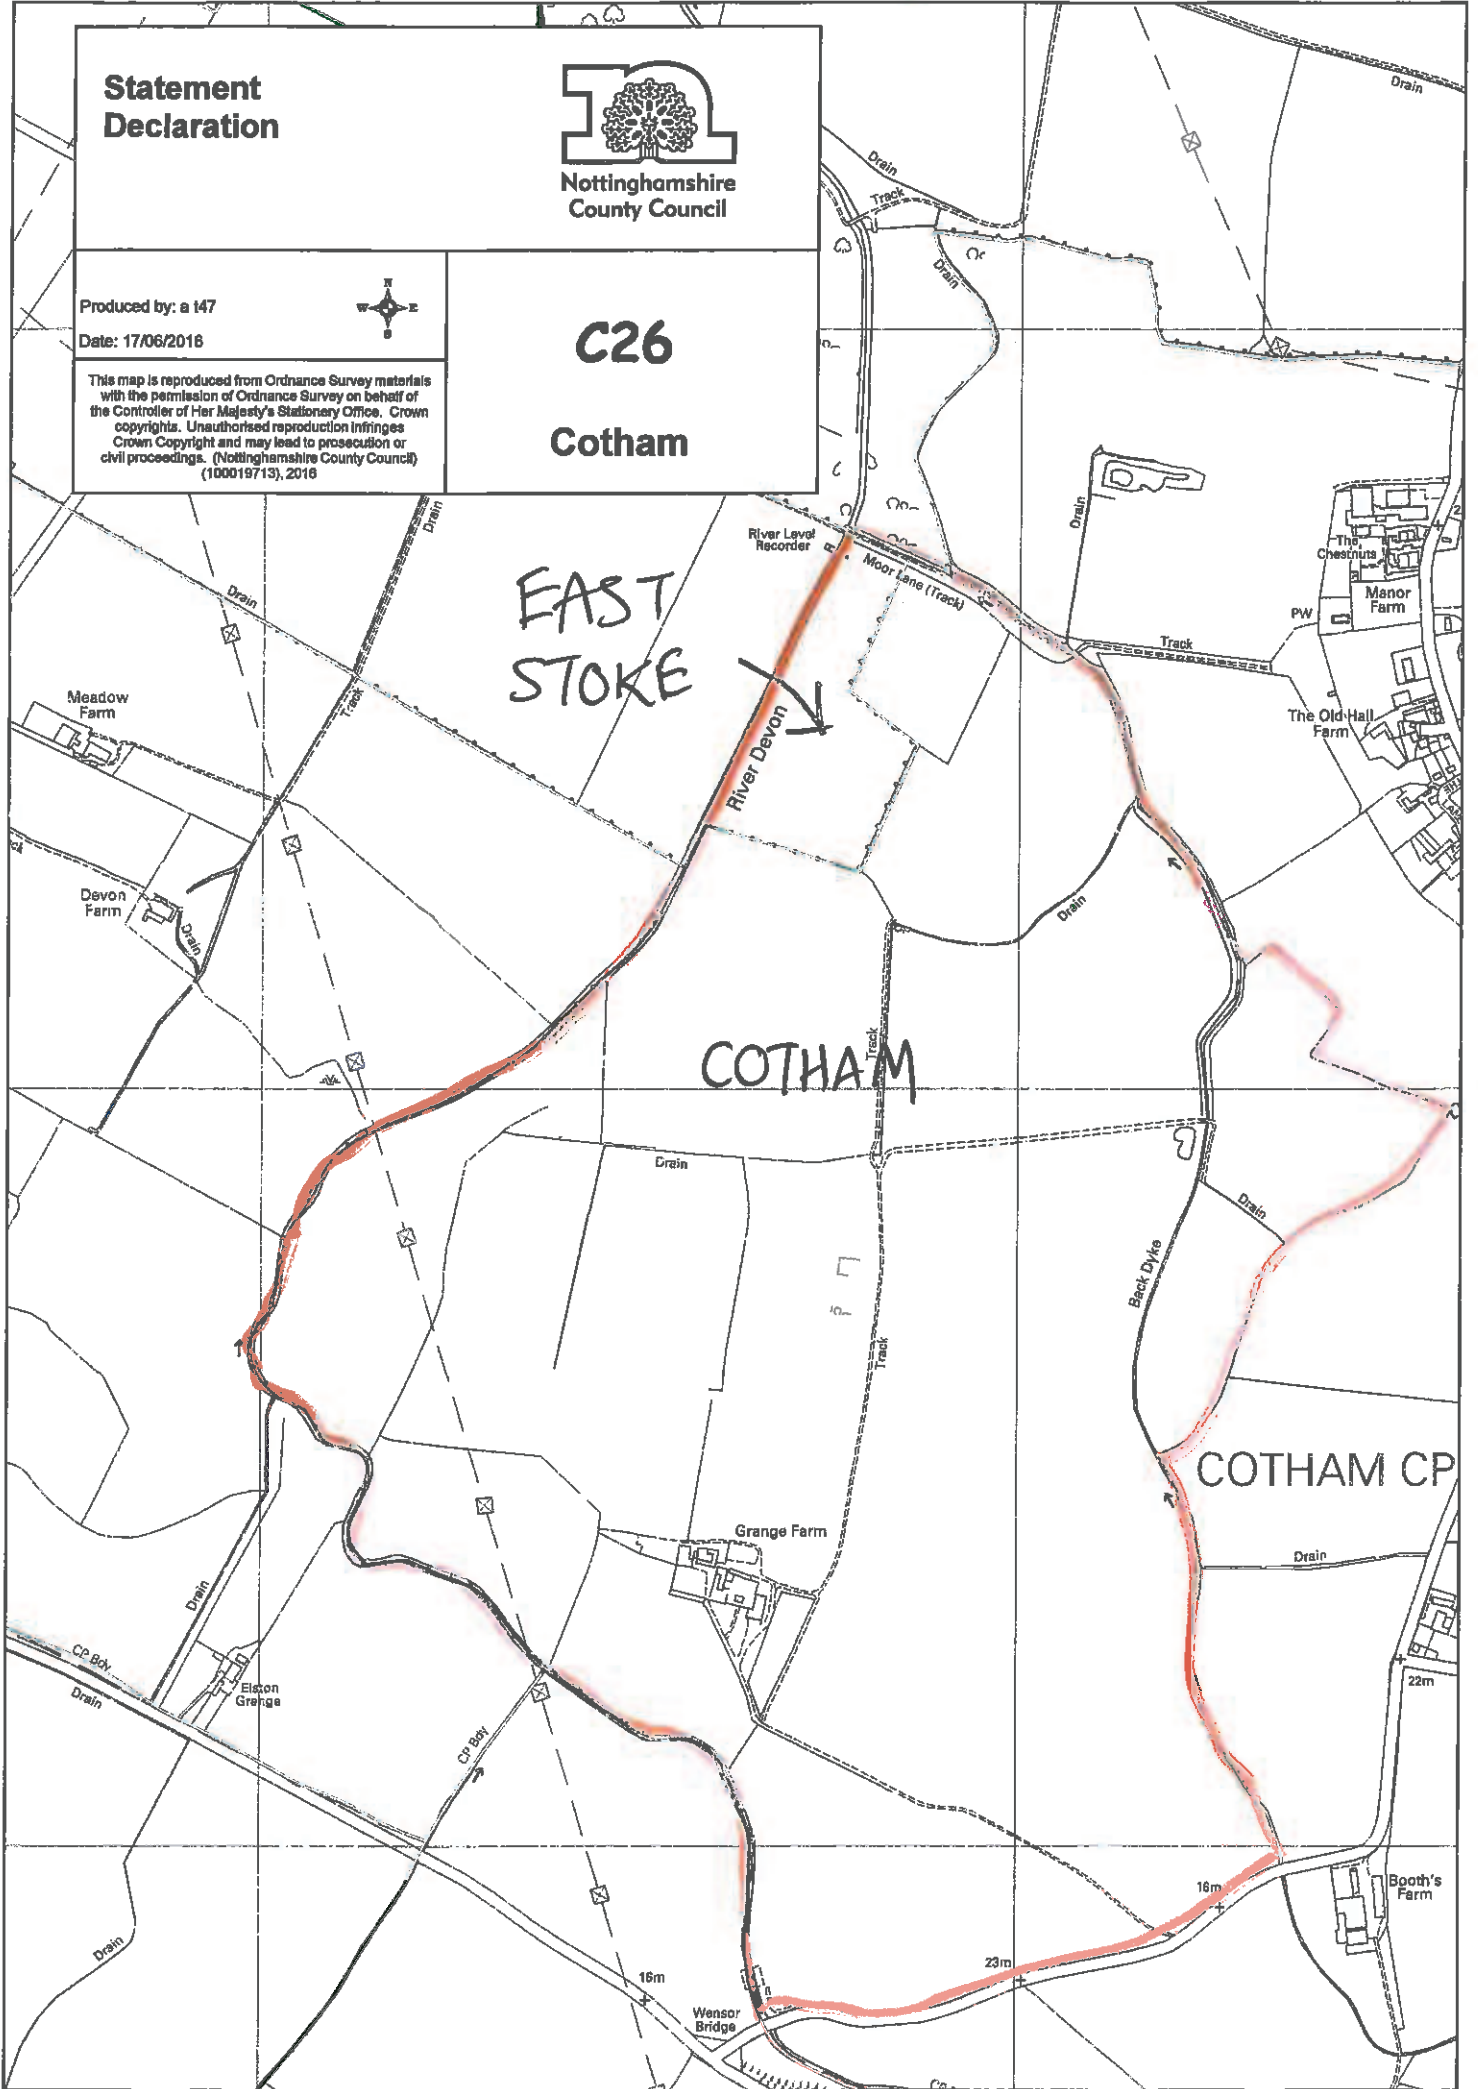 Statement
Declaration
Nottinghamshire
County Council
Produced by: a t47
Date: 17/06/2016
N
W
E
S
This map is reproduced from Ordnance Survey materials
with the permission of Ordnance Survey on behalf of
the Controller of Her Majesty's Stationery Office. Crown
copyrights. Unauthorised reproduction infringes
Crown Copyright and may lead to prosecution or
civil proceedings. (Nottinghamshire County Council)
(100019713), 2016
C26
Cotham
Drain
Drain
Track
Drain
Drain
River Level
Recorder
Moor Lane (Track)
Drain
The
Chestnuts
Manor
Farm
PW
Track
The Old Hall
Farm
Drain
EAST
STOKE
River Devon
Meadow
Farm
Track
Devon
Farm
Drain
Drain
Track
COTHAM
Drain
Drain
Back Dyke
Track
COTHAM CP
Grange Farm
Drain
Drain
CP Bdy
Drain
Elston
Grange
CP Bdy
22m
Drain
16m
Booth's
Farm
23m
16m
Wensor
Bridge